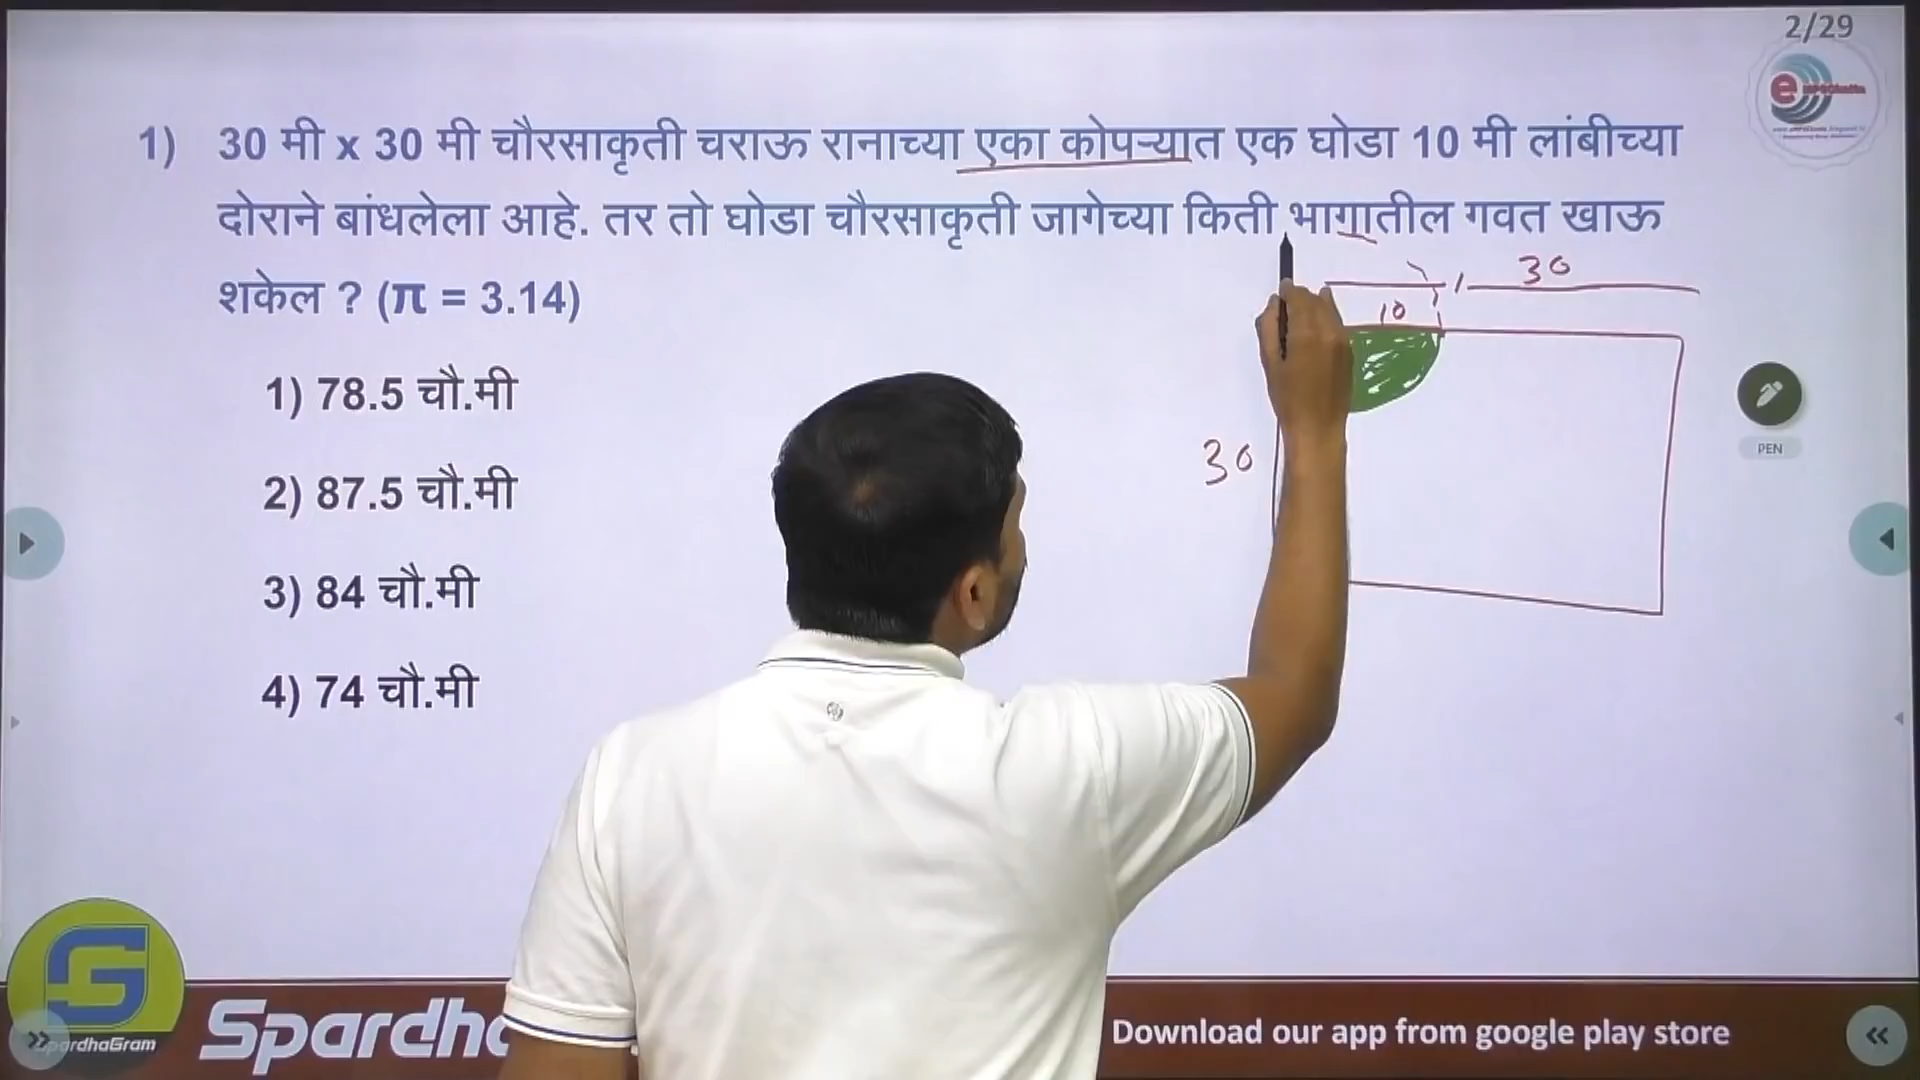 2/29
1) 30 मी x 30 मी चौरसाकृती चराऊ रानाच्या एका कोपऱ्यात एक घोडा 10 मी लांबीच्या
दोराने बांधलेला आहे. तर तो घोडा चौरसाकृती जागेच्या किती भागातील गवत खाऊ
शकेल ? (π = 3.14)
30
10
1) 78.5 चौ.मी
2) 87.5 चौ.मी
3) 84 चौ.मी
4) 74 चौ.मी
30
PEN
SpardhaGram
Spardh
Download our app from google play store